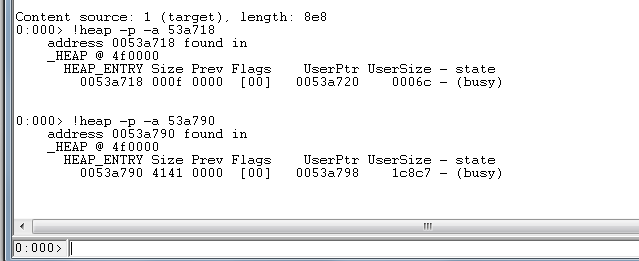 Content source: 1 (target), length: 8e8
0:000> !heap -p -a 53a718
address 0053a718 found in
_HEAP @ 4f0000
HEAP_ENTRY Size Prev Flags UserPtr UserSize - state
0053a718 000f 0000 [00] 0053a720 0006c - (busy)
0:000> !heap -p -a 53a790
address 0053a790 found in
_HEAP @ 4f0000
HEAP_ENTRY Size Prev Flags UserPtr UserSize - state
0053a790 4141 0000 [00] 0053a798 1c8c7 - (busy)
0:000>